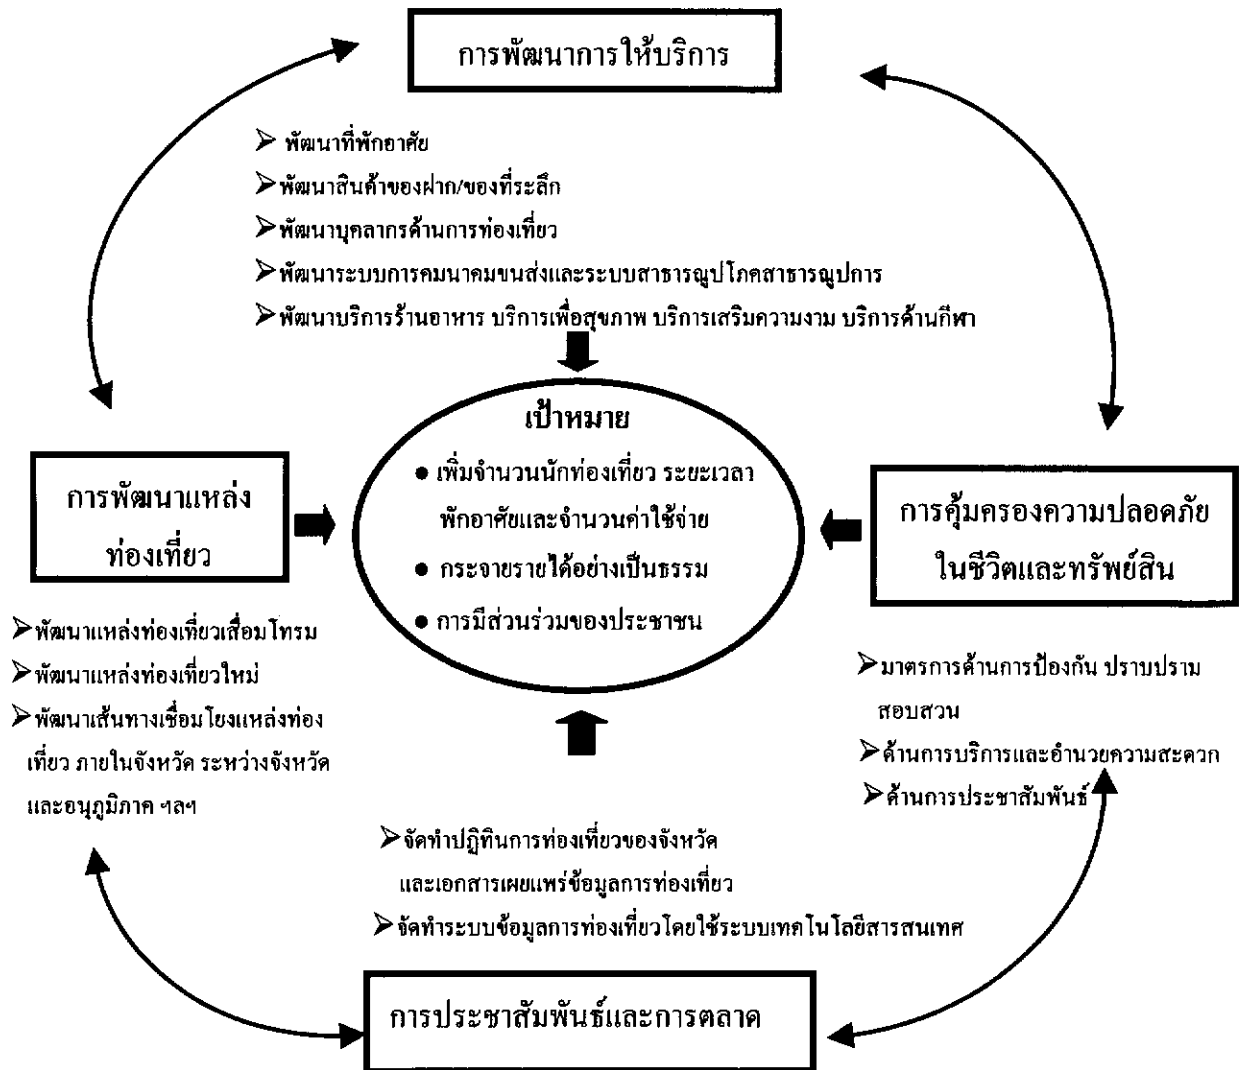 การพัฒนาการให้บริการ
➢ พัฒนาที่พักอาศัย
➢ พัฒนาสินค้าของฝาก/ของที่ระลึก
➢ พัฒนาบุคลากรด้านการท่องเที่ยว
➢ พัฒนาระบบการคมนาคมขนส่งและระบบสาธารณูปโภคสาธารณูปการ
➢ พัฒนาบริการร้านอาหาร บริการเพื่อสุขภาพ บริการเสริมความงาม บริการด้านกีฬา
เป้าหมาย
● เพิ่มจำนวนนักท่องเที่ยว ระยะเวลา
พักอาศัยและจำนวนค่าใช้จ่าย
● กระจายรายได้อย่างเป็นธรรม
● การมีส่วนร่วมของประชาชน
การพัฒนาแหล่ง
ท่องเที่ยว
➢ พัฒนาแหล่งท่องเที่ยวเสื่อมโทรม
➢ พัฒนาแหล่งท่องเที่ยวใหม่
➢ พัฒนาเส้นทางเชื่อมโยงแหล่งท่อง
เที่ยว ภายในจังหวัด ระหว่างจังหวัด
และอนุภูมิภาค ฯลฯ
การคุ้มครองความปลอดภัย
ในชีวิตและทรัพย์สิน
➢ มาตรการด้านการป้องกัน ปราบปราม
สอบสวน
➢ ด้านการบริการและอำนวยความสะดวก
➢ ด้านการประชาสัมพันธ์
➢ จัดทำปฏิทินการท่องเที่ยวของจังหวัด
และเอกสารเผยแพร่ข้อมูลการท่องเที่ยว
➢ จัดทำระบบข้อมูลการท่องเที่ยวโดยใช้ระบบเทคโนโลยีสารสนเทศ
การประชาสัมพันธ์และการตลาด